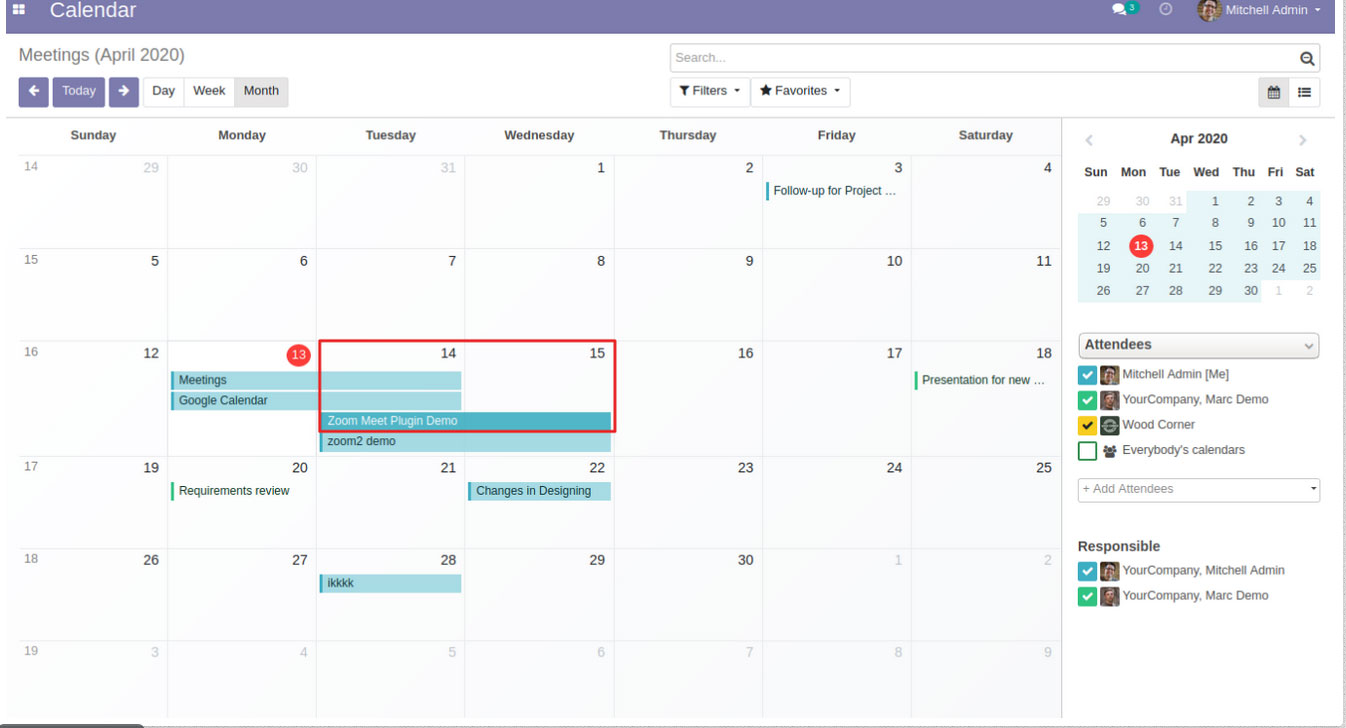 Calendar
3
Mitchell Admin
Meetings (April 2020)
Search...
Today Day Week Month
Filters Favorites
Sunday Monday Tuesday Wednesday Thursday Friday Saturday
14 29 30 31 1 2 3 4
Follow-up for Project ...
15 5 6 7 8 9 10 11
16 12 13 14 15 16 17 18
Meetings
Presentation for new ...
Google Calendar
Zoom Meet Plugin Demo
zoom2 demo
17 19 20 21 22 23 24 25
Requirements review
Changes in Designing
18 26 27 28 29 30 1 2
ikkkk
19 3 4 5 6 7 8 9
Apr 2020
Sun Mon Tue Wed Thu Fri Sat
29 30 31 1 2 3 4
5 6 7 8 9 10 11
12 13 14 15 16 17 18
19 20 21 22 23 24 25
26 27 28 29 30 1 2
Attendees
Mitchell Admin [Me]
YourCompany, Marc Demo
Wood Corner
Everybody's calendars
+ Add Attendees
Responsible
YourCompany, Mitchell Admin
YourCompany, Marc Demo